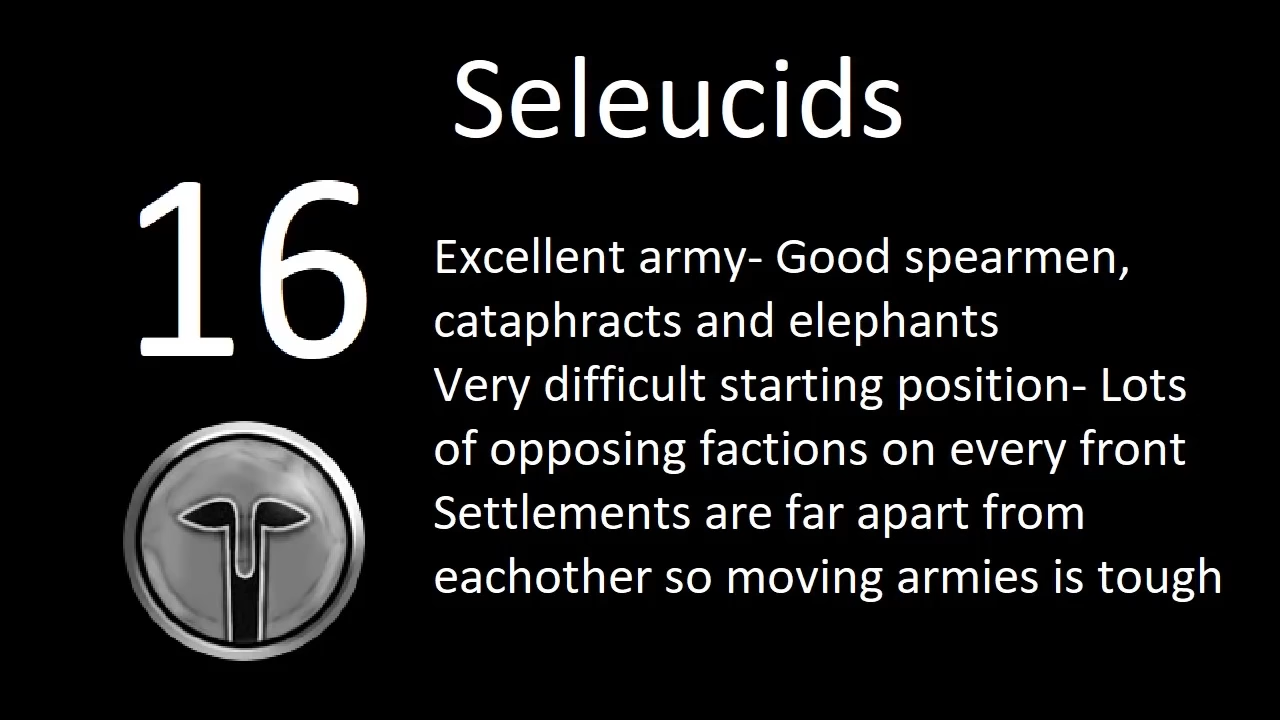 Seleucids
16
Excellent army- Good spearmen,
cataphracts and elephants
Very difficult starting position- Lots
of opposing factions on every front
Settlements are far apart from
eachother so moving armies is tough